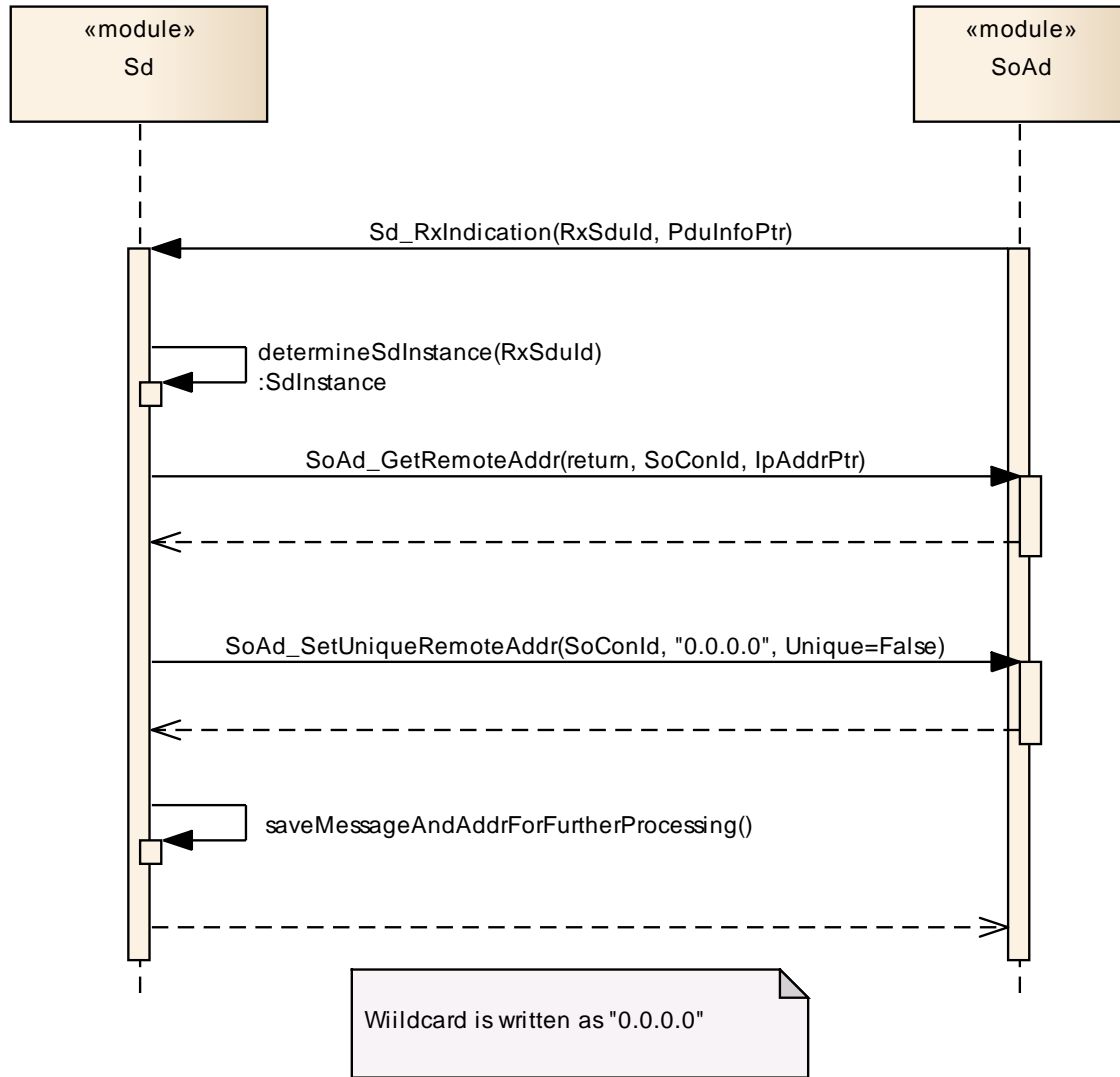 «module»
Sd
«module»
SoAd
Sd_RxIndication(RxSduId, PduInfoPtr)
determineSdInstance(RxSduId)
:SdInstance
SoAd_GetRemoteAddr(return, SoConId, IpAddrPtr)
SoAd_SetUniqueRemoteAddr(SoConId, "0.0.0.0", Unique=False)
saveMessageAndAddrForFurtherProcessing()
Wiildcard is written as "0.0.0.0"